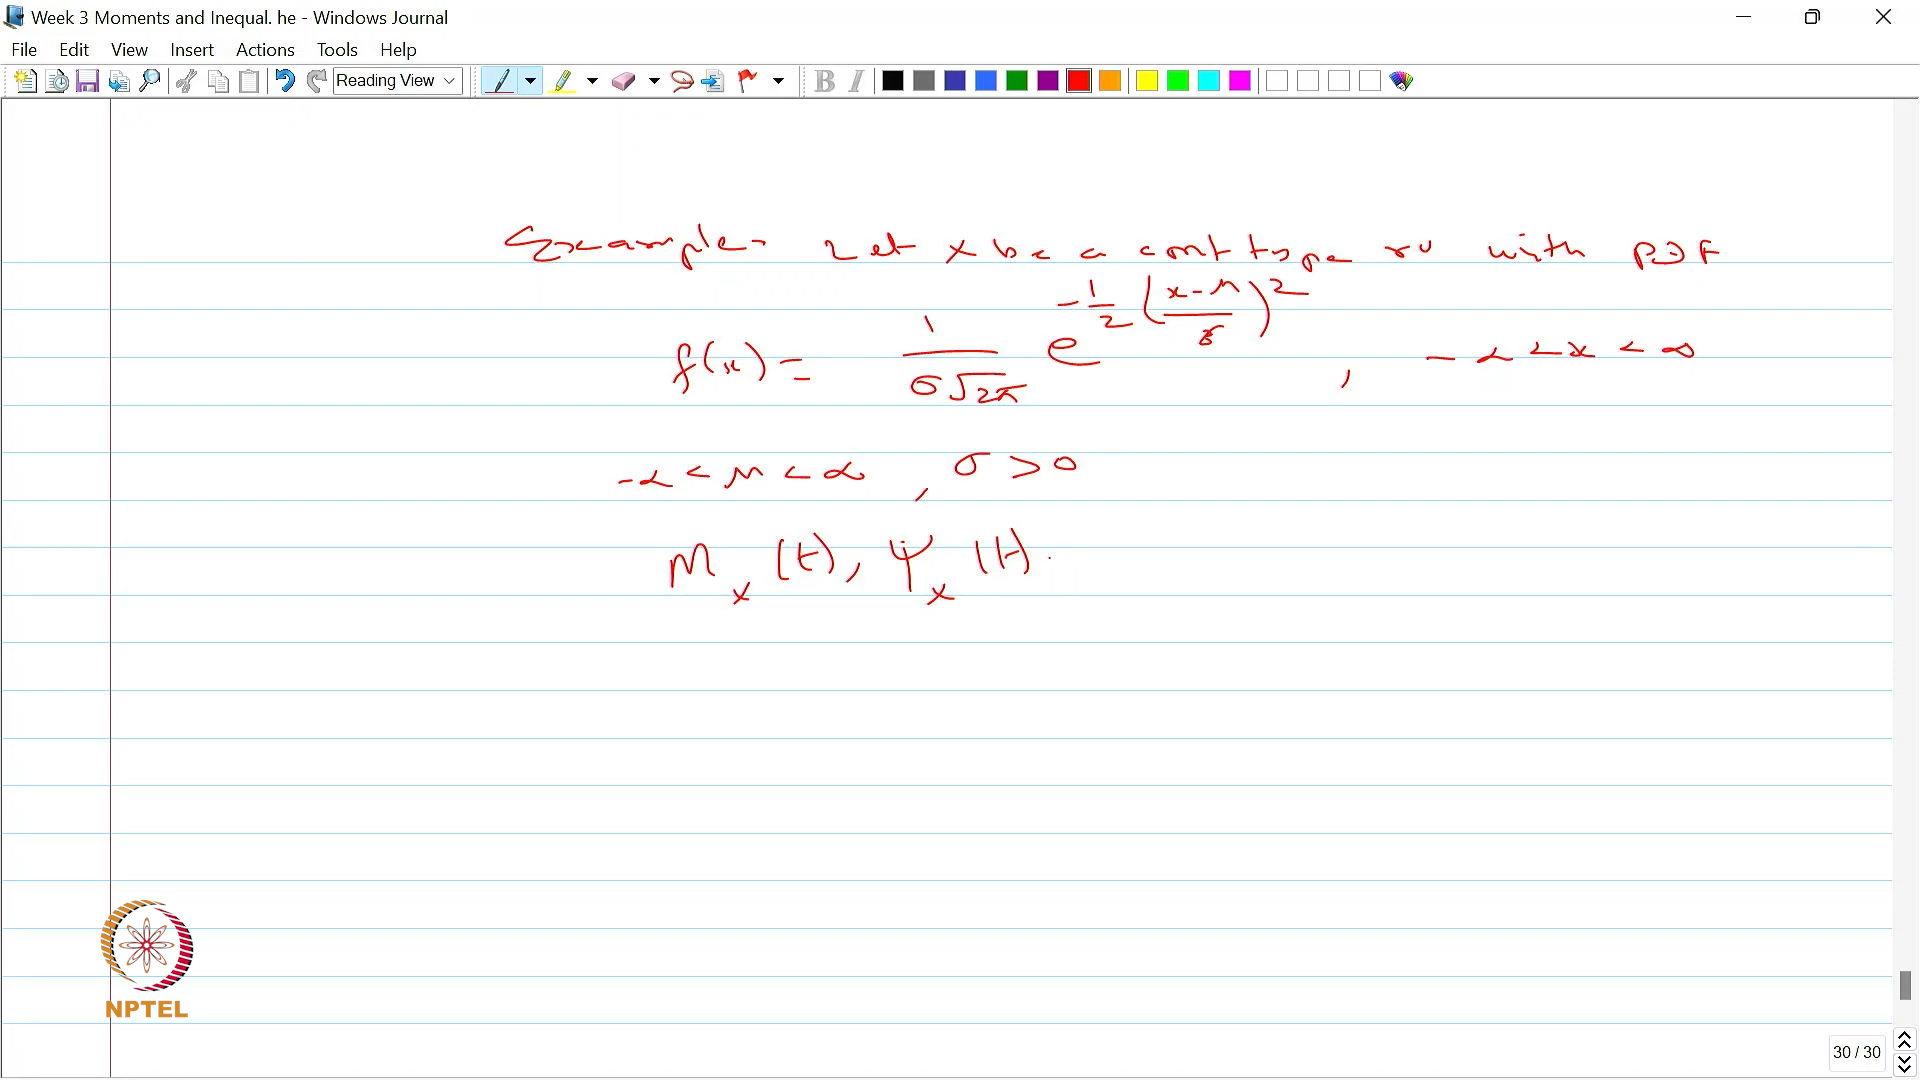 Week 3 Moments and Inequal. he - Windows Journal
File Edit View Insert Actions Tools Help
Reading View
Example - Let x be a cont type rv with PDF
f(x) = 1/(σ√2π) e^(-1/2 ((x-μ)/σ)^2) , -∞ < x < ∞
-∞ < μ < ∞ , σ > 0
M_x (t), ψ_x (t).
NPTEL
30 / 30